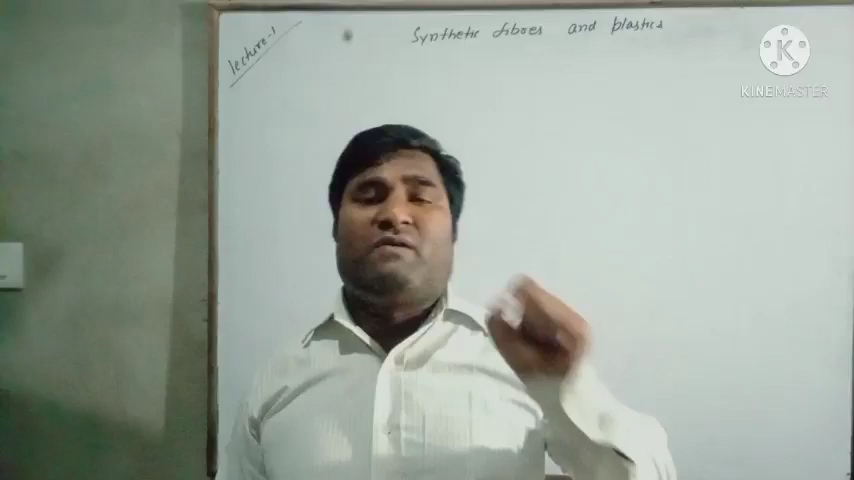 lecture-1
Synthetic fibres and plastics
K
KINEMASTER